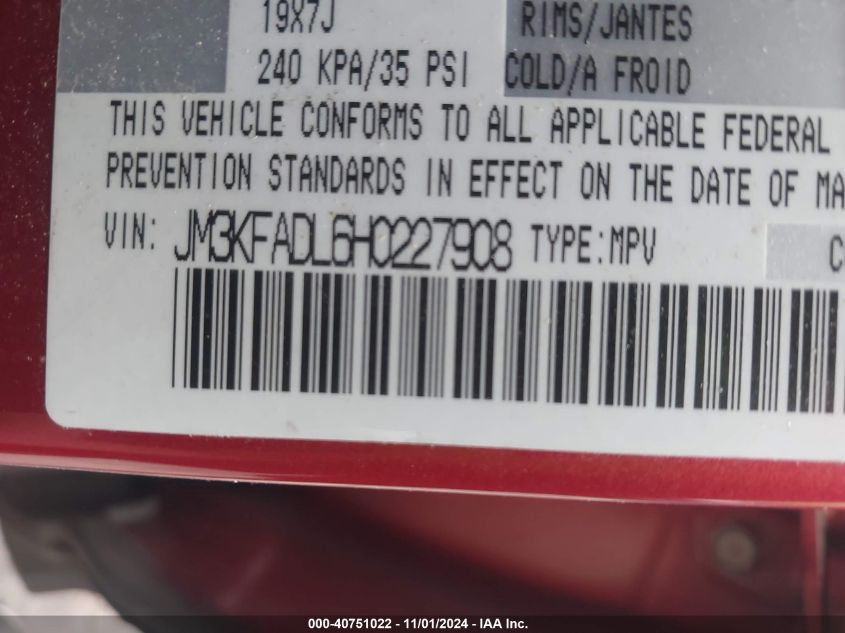 19X7J RIMS/JANTES
240 KPA/35 PSI COLD/A FROID
THIS VEHICLE CONFORMS TO ALL APPLICABLE FEDERAL
PREVENTION STANDARDS IN EFFECT ON THE DATE OF MA
VIN: JM3KFADL6H0227908 TYPE:MPV C
000-40751022 - 11/01/2024 - IAA Inc.